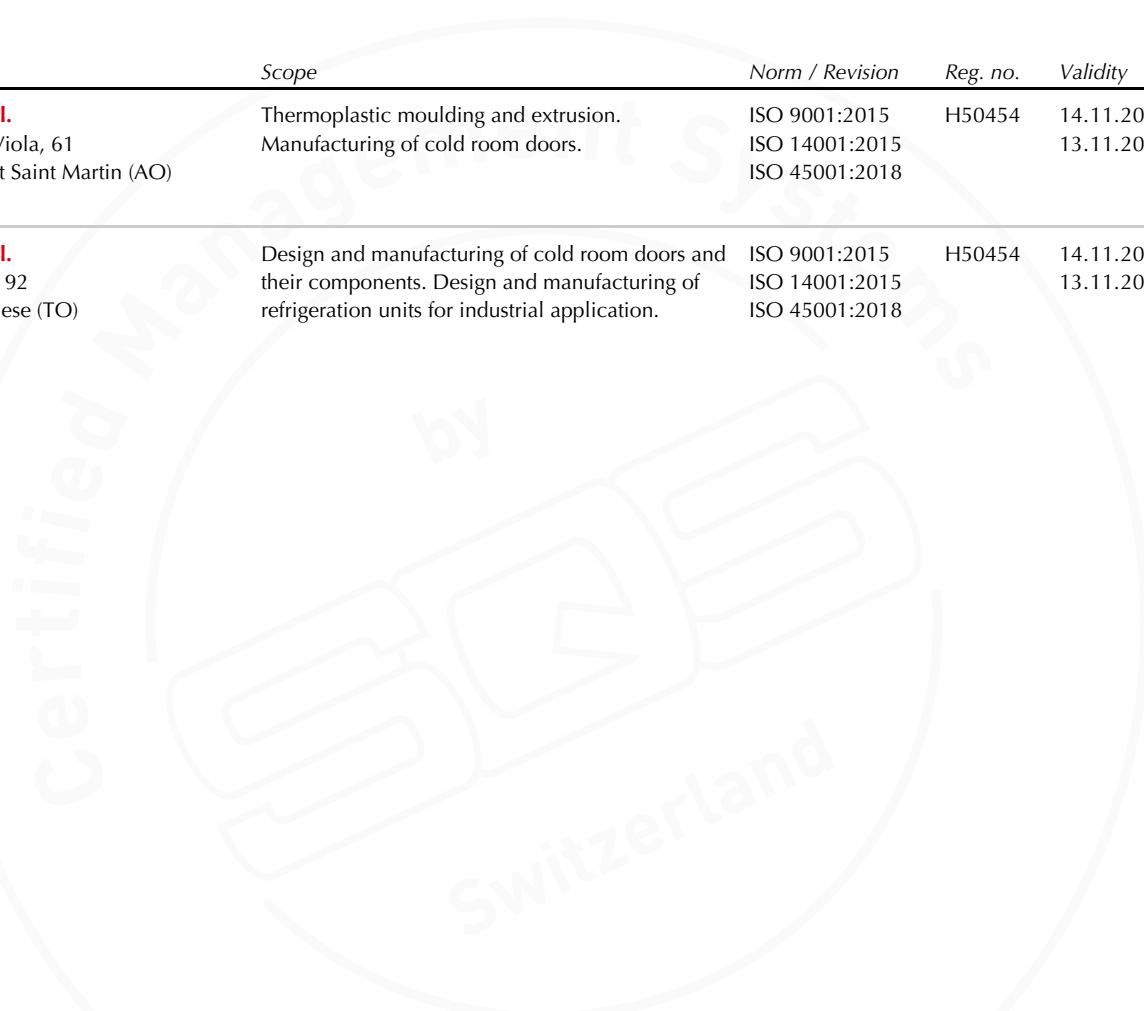 Scope Norm / Revision Reg. no. Validity
l. Thermoplastic moulding and extrusion. ISO 9001:2015 H50454 14.11.20
Viola, 61 Manufacturing of cold room doors. ISO 14001:2015 13.11.20
t Saint Martin (AO) ISO 45001:2018
l. Design and manufacturing of cold room doors and ISO 9001:2015 H50454 14.11.20
92 their components. Design and manufacturing of ISO 14001:2015 13.11.20
ese (TO) refrigeration units for industrial application. ISO 45001:2018
Certified Management Systems
by
SQS
Switzerland